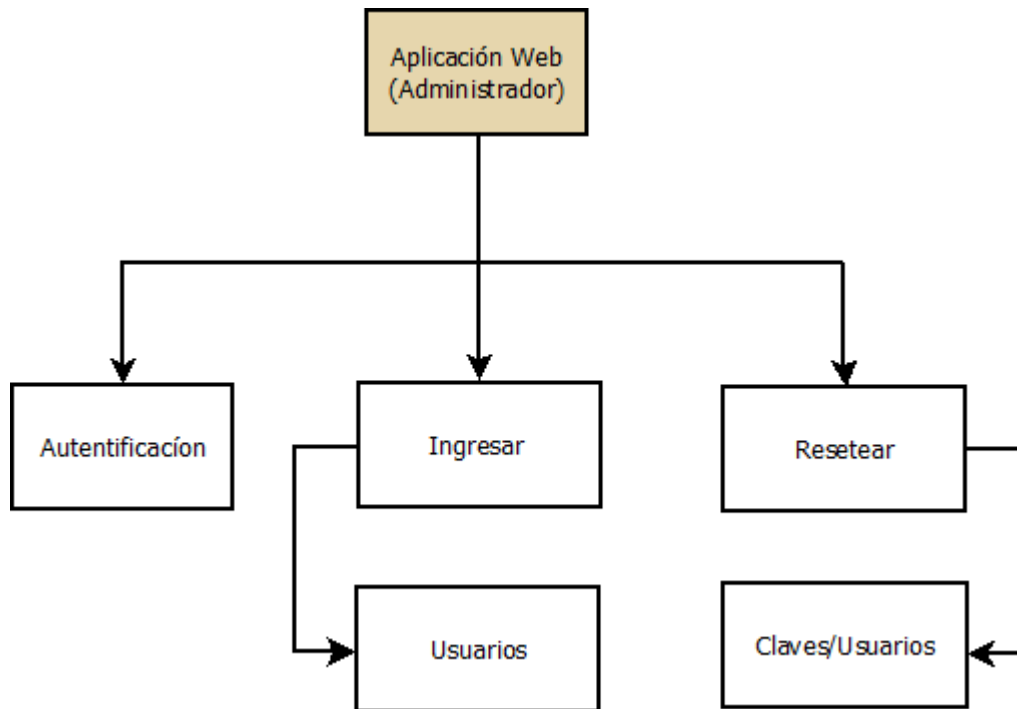 Aplicación Web
(Administrador)
Autentificacíon
Ingresar
Resetear
Usuarios
Claves/Usuarios